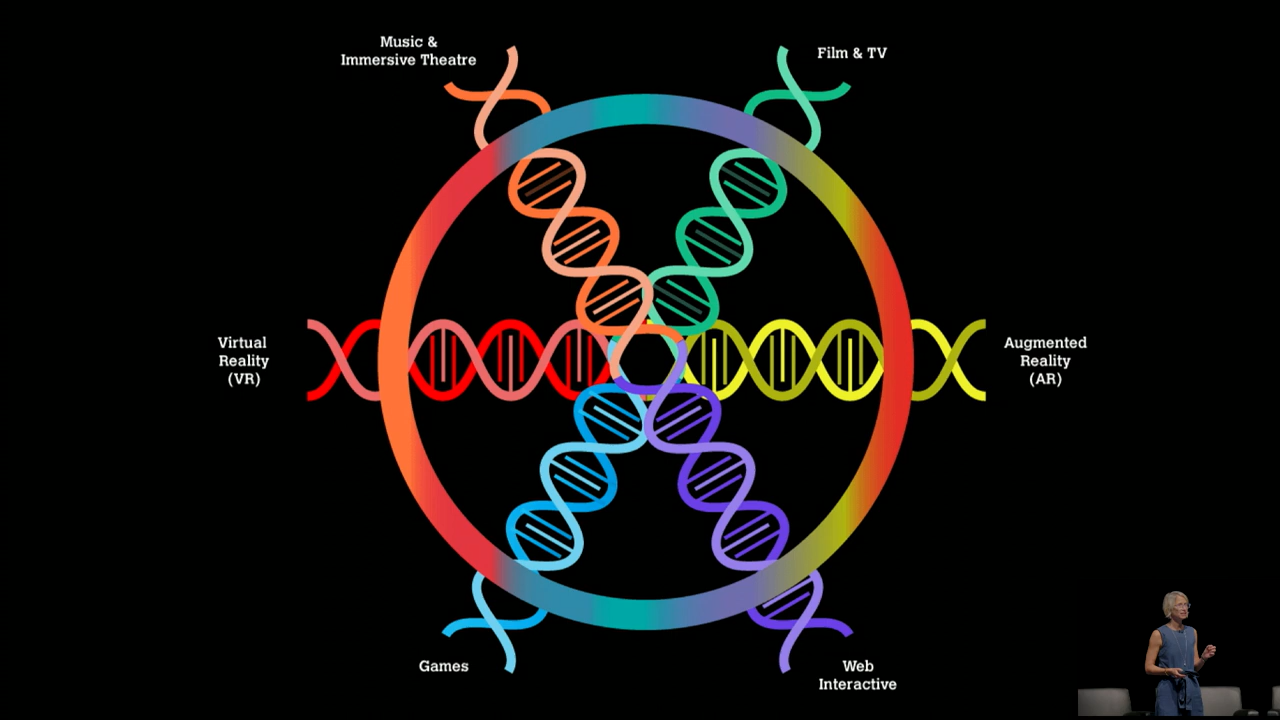 Music &
Immersive Theatre
Film & TV
Virtual
Reality
(VR)
Augmented
Reality
(AR)
Games
Web
Interactive